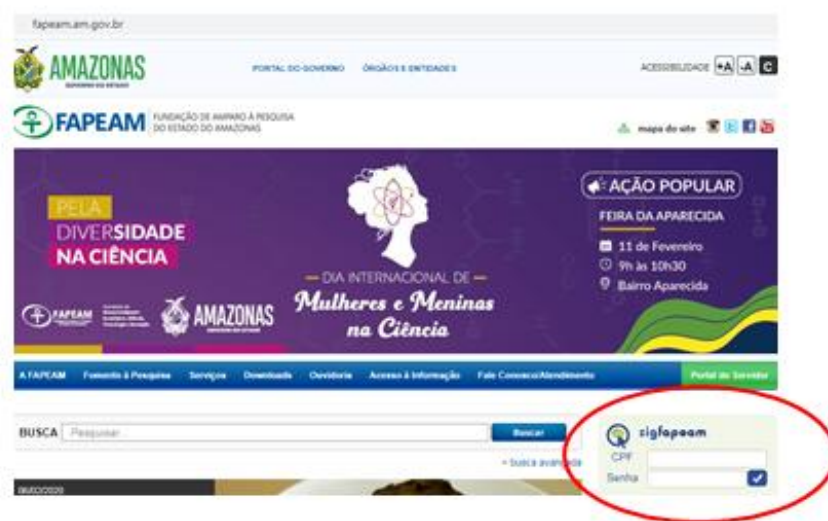 fapeam.am.gov.br
AMAZONAS
GOVERNO DO ESTADO
PORTAL DO GOVERNO ÓRGÃOS E ENTIDADES
ACESSIBILIDADE +A -A C
FAPEAM FUNDAÇÃO DE AMPARO À PESQUISA
DO ESTADO DO AMAZONAS
mapa do site
PELA
DIVERSIDADE
NA CIÊNCIA
DIA INTERNACIONAL DE
Mulheres e Meninas
na Ciência
AÇÃO POPULAR
FEIRA DA APARECIDA
11 de Fevereiro
9h às 10h30
Bairro Aparecida
FAPEAM
AMAZONAS
A FAPEAM Fomento à Pesquisa Serviços Downloads Ouvidoria Acesso à Informação Fale Conosco/Atendimento Portal do Servidor
BUSCA Pesquisar... Buscar
+ busca avançada
sigfapeam
CPF
Senha